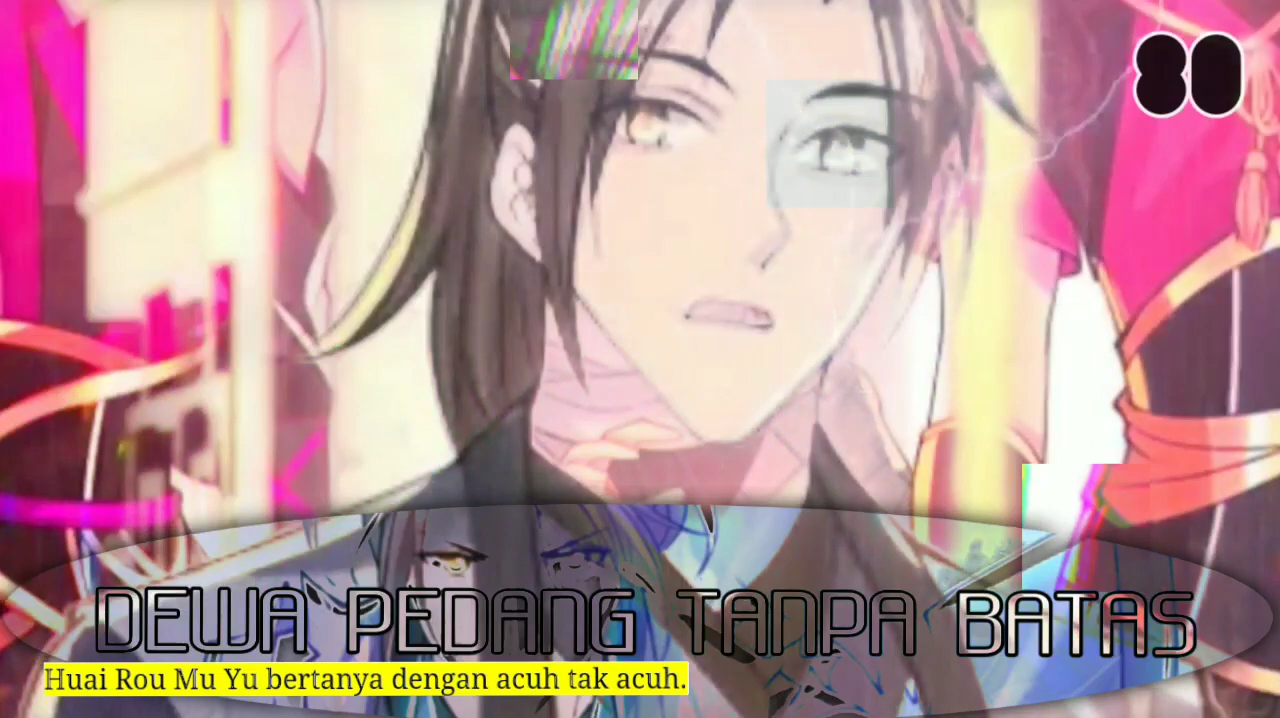 80
DEWA PEDANG TANPA BATAS
Huai Rou Mu Yu bertanya dengan acuh tak acuh.